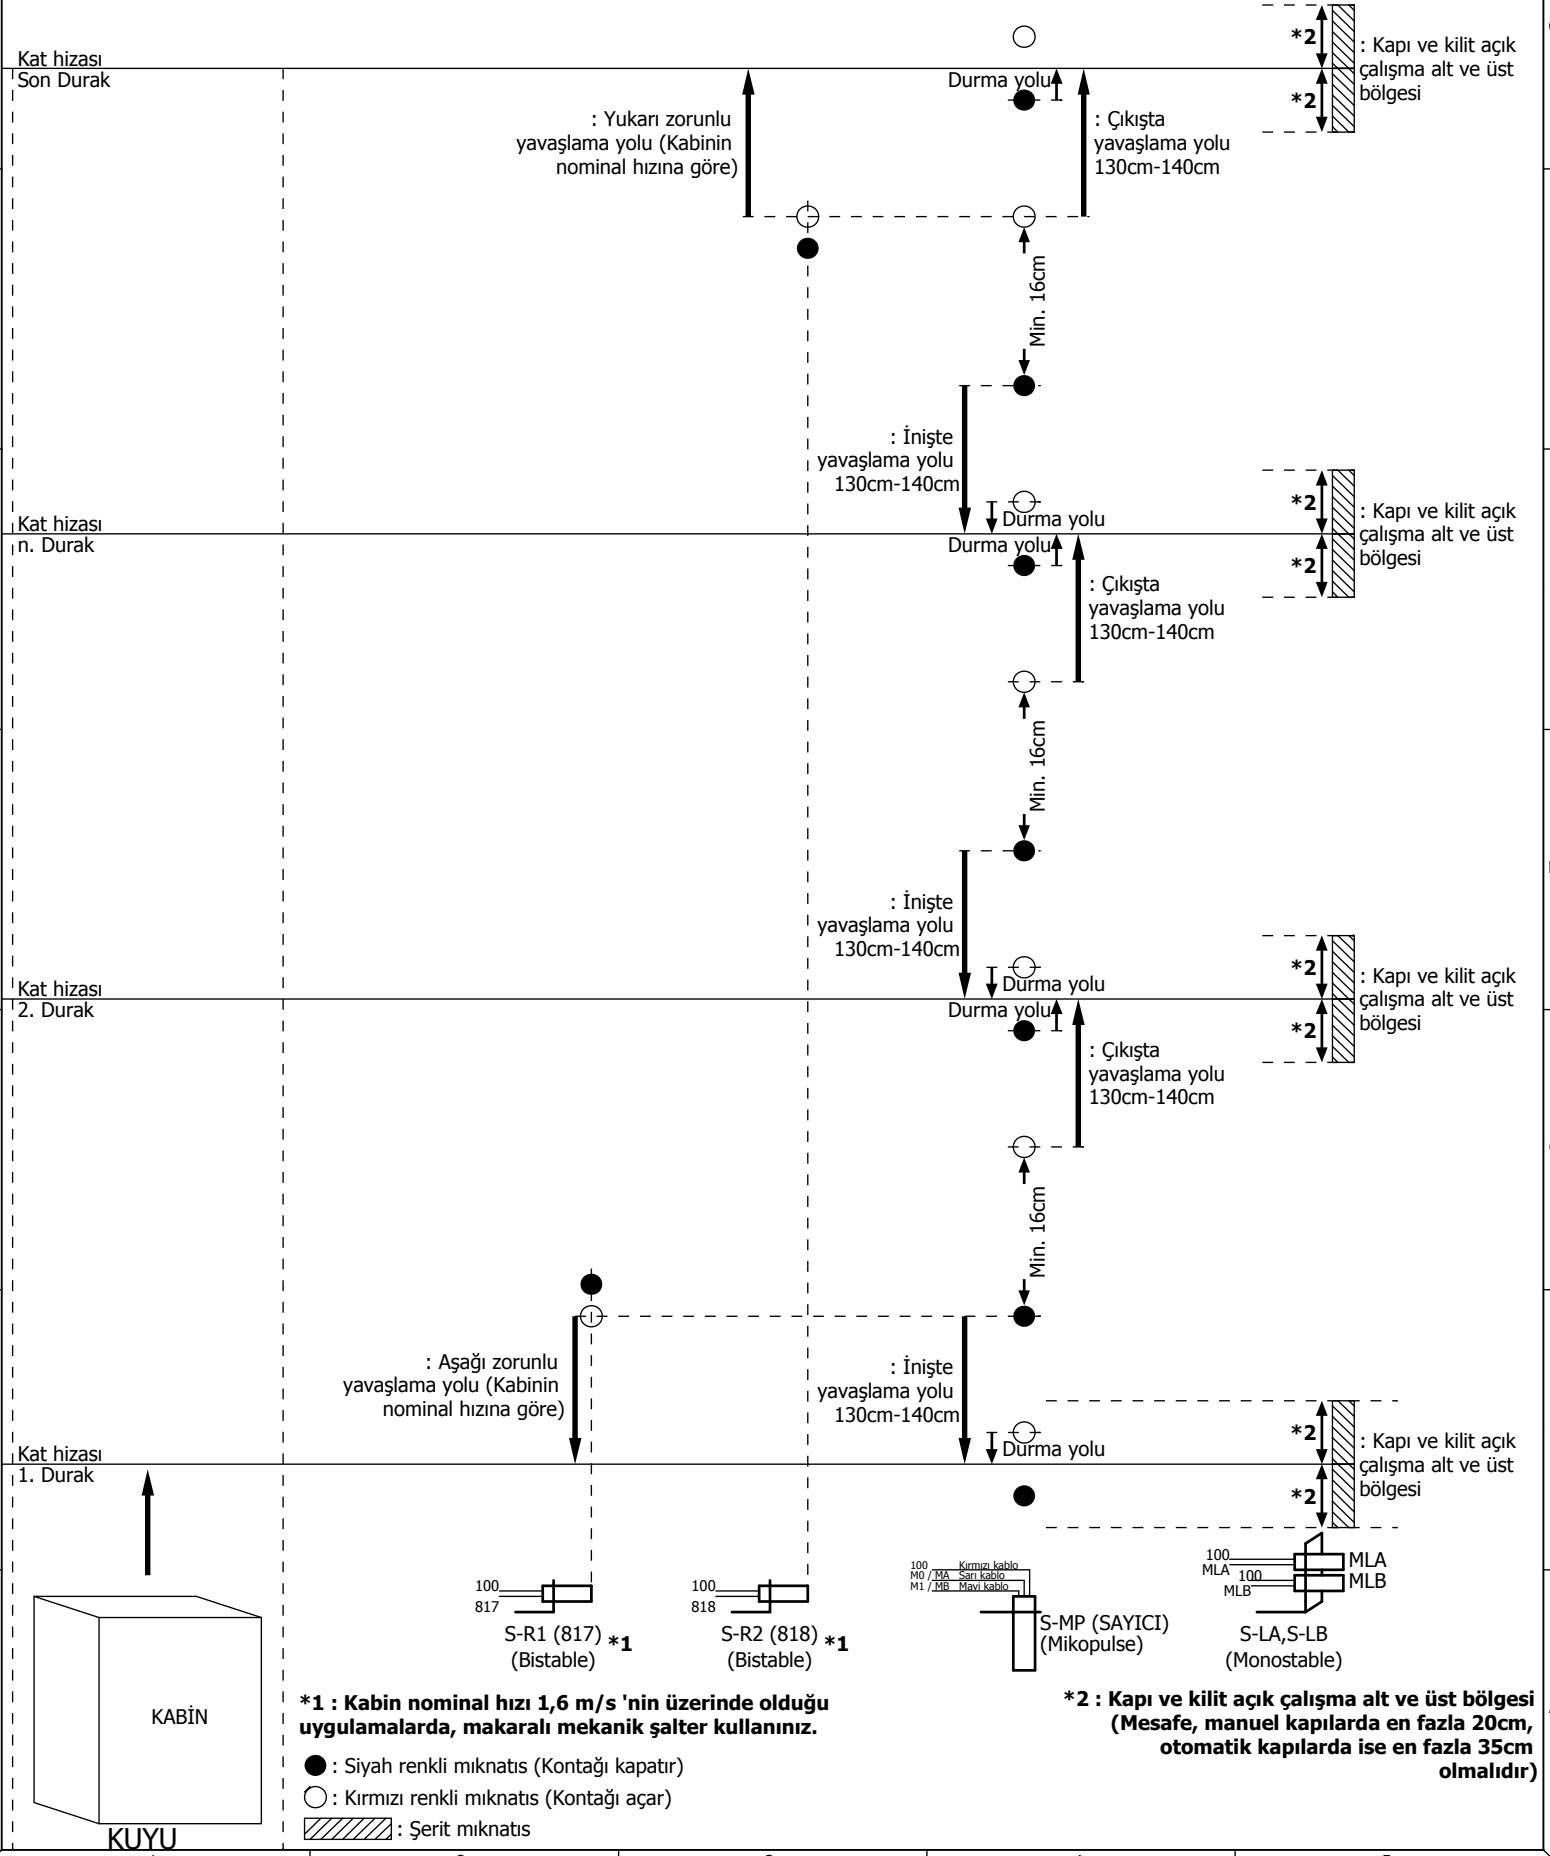 *2
: Kapı ve kilit açık
çalışma alt ve üst
bölgesi
*2
Kat hizası
Son Durak
Durma yolu
: Yukarı zorunlu
yavaşlama yolu (Kabinin
nominal hızına göre)
: Çıkışta
yavaşlama yolu
130cm-140cm
Min. 16cm
: İnişte
yavaşlama yolu
130cm-140cm
*2
: Kapı ve kilit açık
çalışma alt ve üst
bölgesi
*2
Durma yolu
Kat hizası
n. Durak
Durma yolu
: Çıkışta
yavaşlama yolu
130cm-140cm
Min. 16cm
: İnişte
yavaşlama yolu
130cm-140cm
*2
: Kapı ve kilit açık
çalışma alt ve üst
bölgesi
*2
Durma yolu
Kat hizası
2. Durak
Durma yolu
: Çıkışta
yavaşlama yolu
130cm-140cm
Min. 16cm
: Aşağı zorunlu
yavaşlama yolu (Kabinin
nominal hızına göre)
: İnişte
yavaşlama yolu
130cm-140cm
*2
: Kapı ve kilit açık
çalışma alt ve üst
bölgesi
*2
Durma yolu
Kat hizası
1. Durak
100
817
S-R1 (817) *1
(Bistable)
100
818
S-R2 (818) *1
(Bistable)
100 Kırmızı kablo
M0 / MA Sarı kablo
M1 / MB Mavi kablo
S-MP (SAYICI)
(Mikopulse)
100
MLA
100
MLB
MLA
MLB
S-LA,S-LB
(Monostable)
KABİN
KUYU
*1 : Kabin nominal hızı 1,6 m/s 'nin üzerinde olduğu
uygulamalarda, makaralı mekanik şalter kullanınız.
: Siyah renkli mıknatıs (Kontağı kapatır)
: Kırmızı renkli mıknatıs (Kontağı açar)
: Şerit mıknatıs
*2 : Kapı ve kilit açık çalışma alt ve üst bölgesi
(Mesafe, manuel kapılarda en fazla 20cm,
otomatik kapılarda ise en fazla 35cm
olmalıdır)